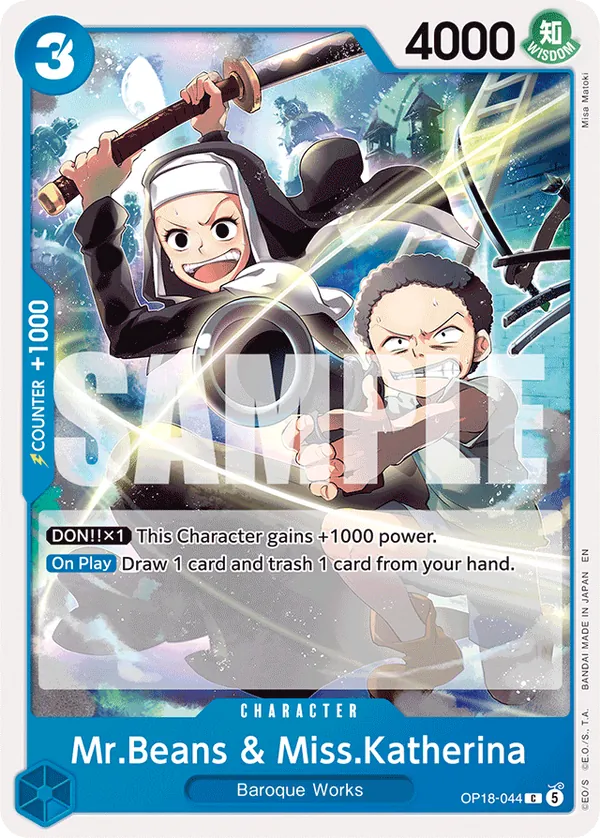 3
4000
知
WISDOM
Misa Matoki
COUNTER +1000
SAMPLE
DON!!×1 This Character gains +1000 power.
On Play Draw 1 card and trash 1 card from your hand.
CHARACTER
Mr.Beans & Miss.Katherina
Baroque Works
OP18-044 C 5
©EO/S ©E.O./S., T.A. BANDAI MADE IN JAPAN EN